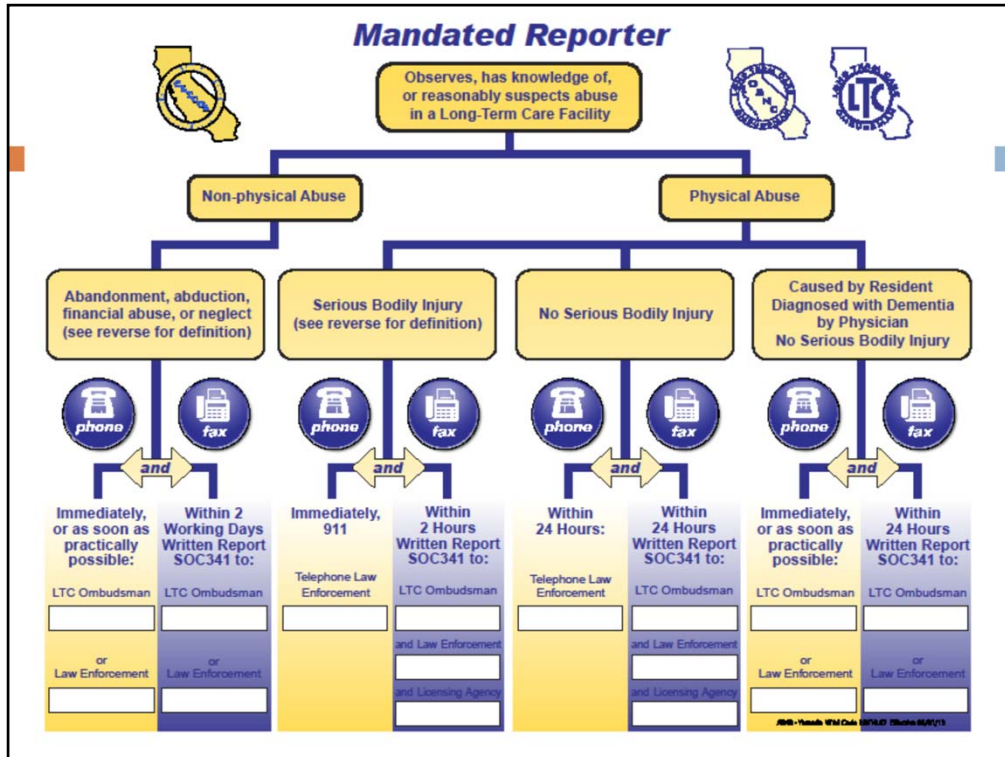 Mandated Reporter
Observes, has knowledge of,
or reasonably suspects abuse
in a Long-Term Care Facility
LTC
Non-physical Abuse
Physical Abuse
Abandonment, abduction,
financial abuse, or neglect
(see reverse for definition)
Serious Bodily Injury
(see reverse for definition)
No Serious Bodily Injury
Caused by Resident
Diagnosed with Dementia
by Physician
No Serious Bodily Injury
phone
fax
phone
fax
phone
fax
phone
fax
and
and
and
and
Immediately,
or as soon as
practically
possible:
LTC Ombudsman
or
Law Enforcement
Within 2
Working Days
Written Report
SOC341 to:
LTC Ombudsman
or
Law Enforcement
Immediately,
911
Telephone Law
Enforcement
Within
2 Hours
Written Report
SOC341 to:
LTC Ombudsman
and Law Enforcement
and Licensing Agency
Within
24 Hours:
Telephone Law
Enforcement
Within
24 Hours
Written Report
SOC341 to:
LTC Ombudsman
and Law Enforcement
and Licensing Agency
Immediately,
or as soon as
practically
possible:
LTC Ombudsman
or
Law Enforcement
Within
24 Hours
Written Report
SOC341 to:
LTC Ombudsman
or
Law Enforcement